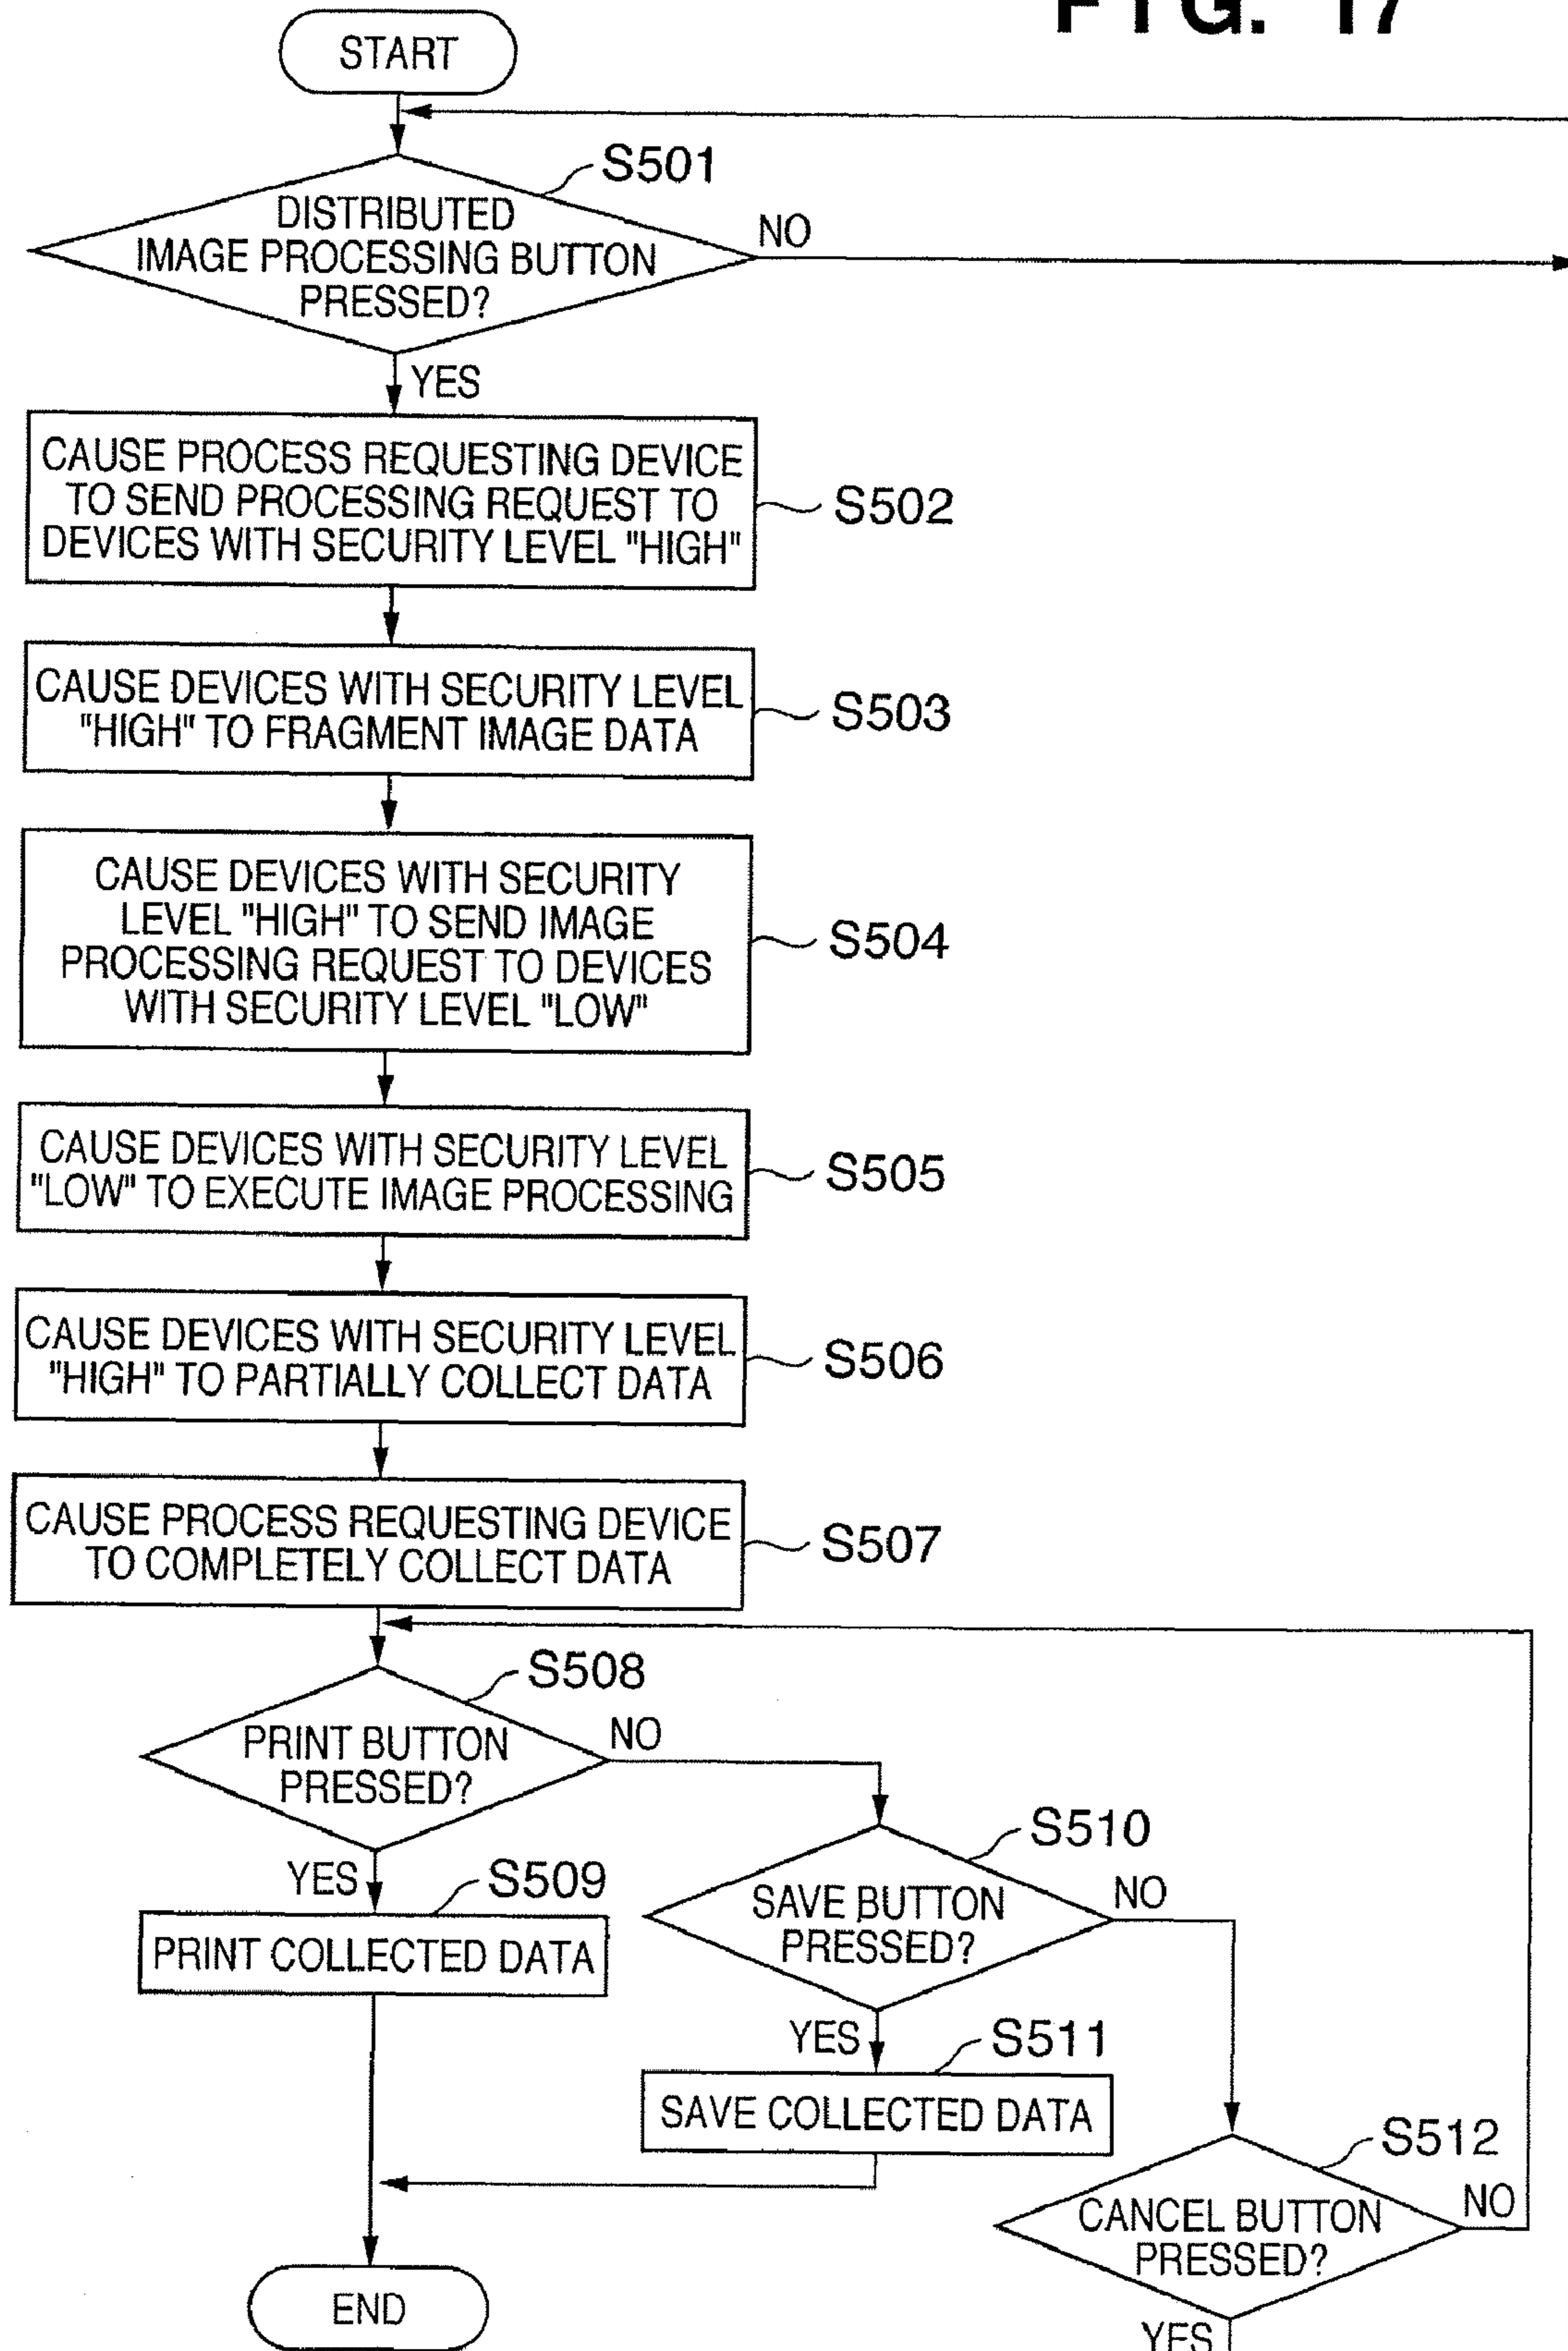 FIG. 17
START
S501
DISTRIBUTED
IMAGE PROCESSING BUTTON
PRESSED?
NO
YES
CAUSE PROCESS REQUESTING DEVICE
TO SEND PROCESSING REQUEST TO
DEVICES WITH SECURITY LEVEL "HIGH"
S502
CAUSE DEVICES WITH SECURITY LEVEL
"HIGH" TO FRAGMENT IMAGE DATA
S503
CAUSE DEVICES WITH SECURITY
LEVEL "HIGH" TO SEND IMAGE
PROCESSING REQUEST TO DEVICES
WITH SECURITY LEVEL "LOW"
S504
CAUSE DEVICES WITH SECURITY LEVEL
"LOW" TO EXECUTE IMAGE PROCESSING
S505
CAUSE DEVICES WITH SECURITY LEVEL
"HIGH" TO PARTIALLY COLLECT DATA
S506
CAUSE PROCESS REQUESTING DEVICE
TO COMPLETELY COLLECT DATA
S507
S508
PRINT BUTTON
PRESSED?
NO
YES
S509
PRINT COLLECTED DATA
S510
SAVE BUTTON
PRESSED?
NO
YES
S511
SAVE COLLECTED DATA
S512
CANCEL BUTTON
PRESSED?
NO
YES
END